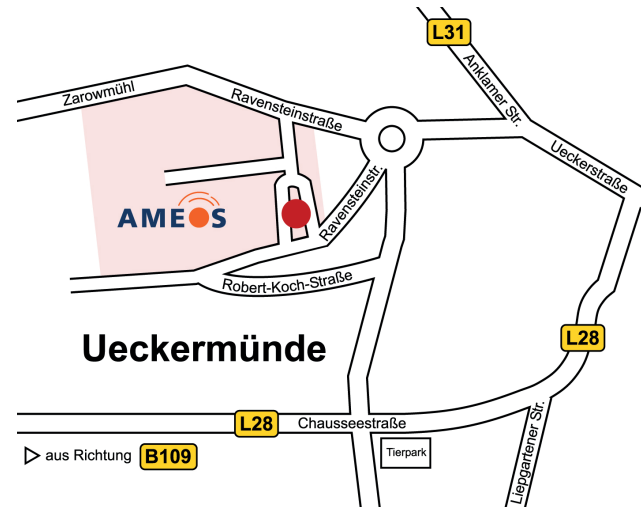 L31
Anklamer Str.
Zarowmühl
Ravensteinstraße
Ueckerstraße
AMEOS
Ravensteinstr.
Robert-Koch-Straße
Ueckermünde
L28
L28
Chausseestraße
aus Richtung B109
Tierpark
Liepgartener Str.